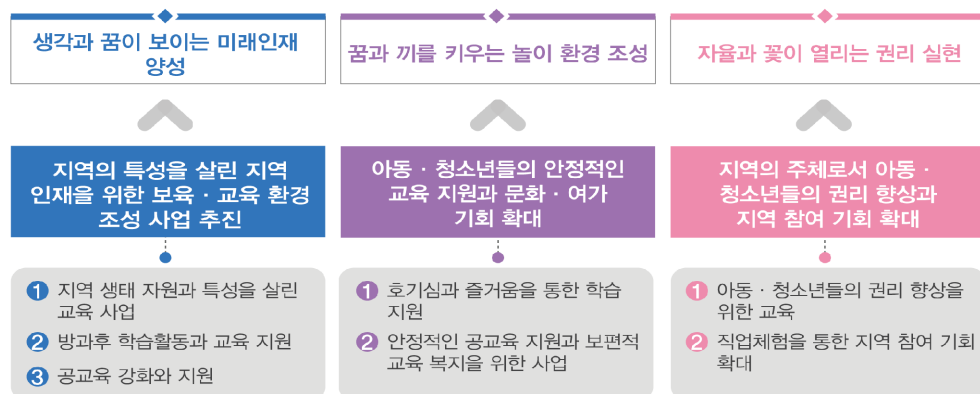 생각과 꿈이 보이는 미래인재
양성
꿈과 끼를 키우는 놀이 환경 조성
자율과 꽃이 열리는 권리 실현
지역의 특성을 살린 지역
인재을 위한 보육 · 교육 환경
조성 사업 추진
아동 · 청소년들의 안정적인
교육 지원과 문화 · 여가
기회 확대
지역의 주체로서 아동 ·
청소년들의 권리 향상과
지역 참여 기회 확대
1 지역 생태 자원과 특성을 살린
교육 사업
2 방과후 학습활동과 교육 지원
3 공교육 강화와 지원
1 호기심과 즐거움을 통한 학습
지원
2 안정적인 공교육 지원과 보편적
교육 복지을 위한 사업
1 아동 · 청소년들의 권리 향상을
위한 교육
2 직업체험을 통한 지역 참여 기회
확대